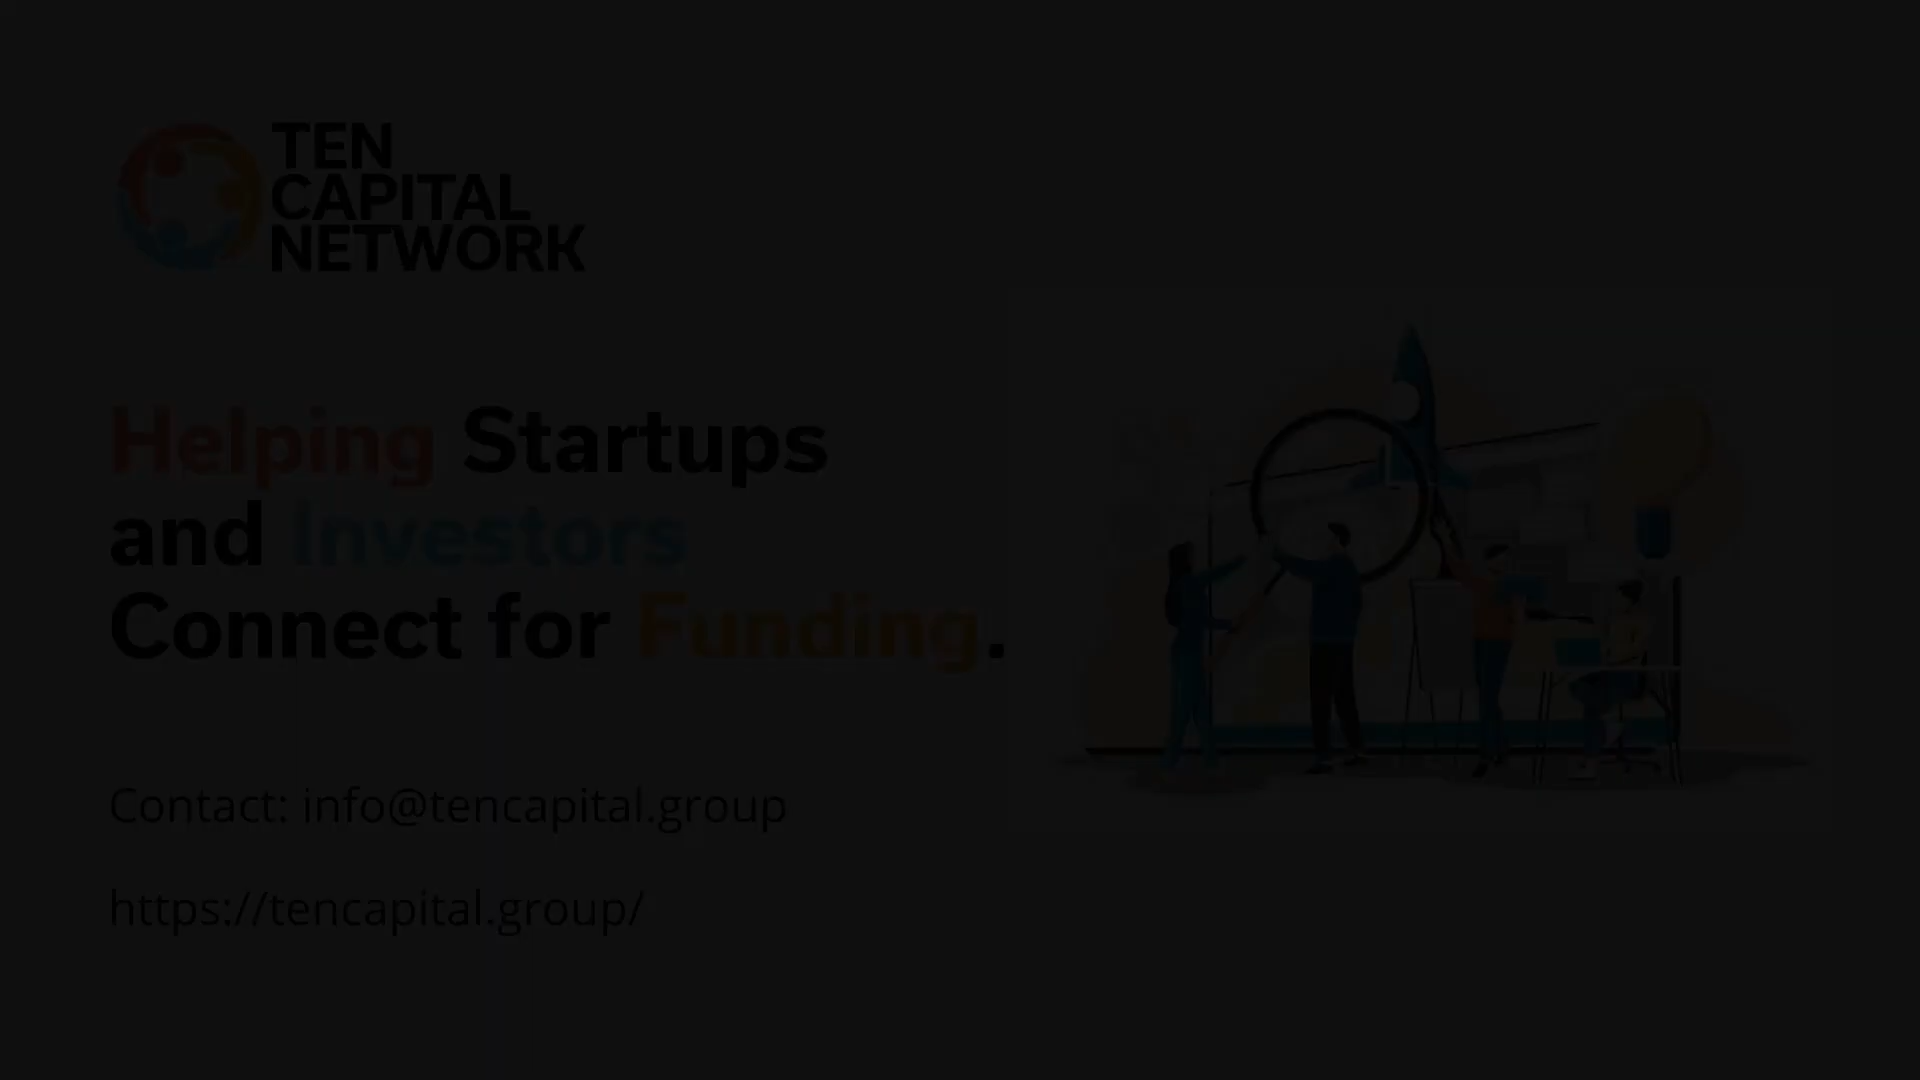 TEN
CAPITAL
NETWORK
Helping Startups
and Investors
Connect for Funding.
Contact: info@tencapital.group
https://tencapital.group/